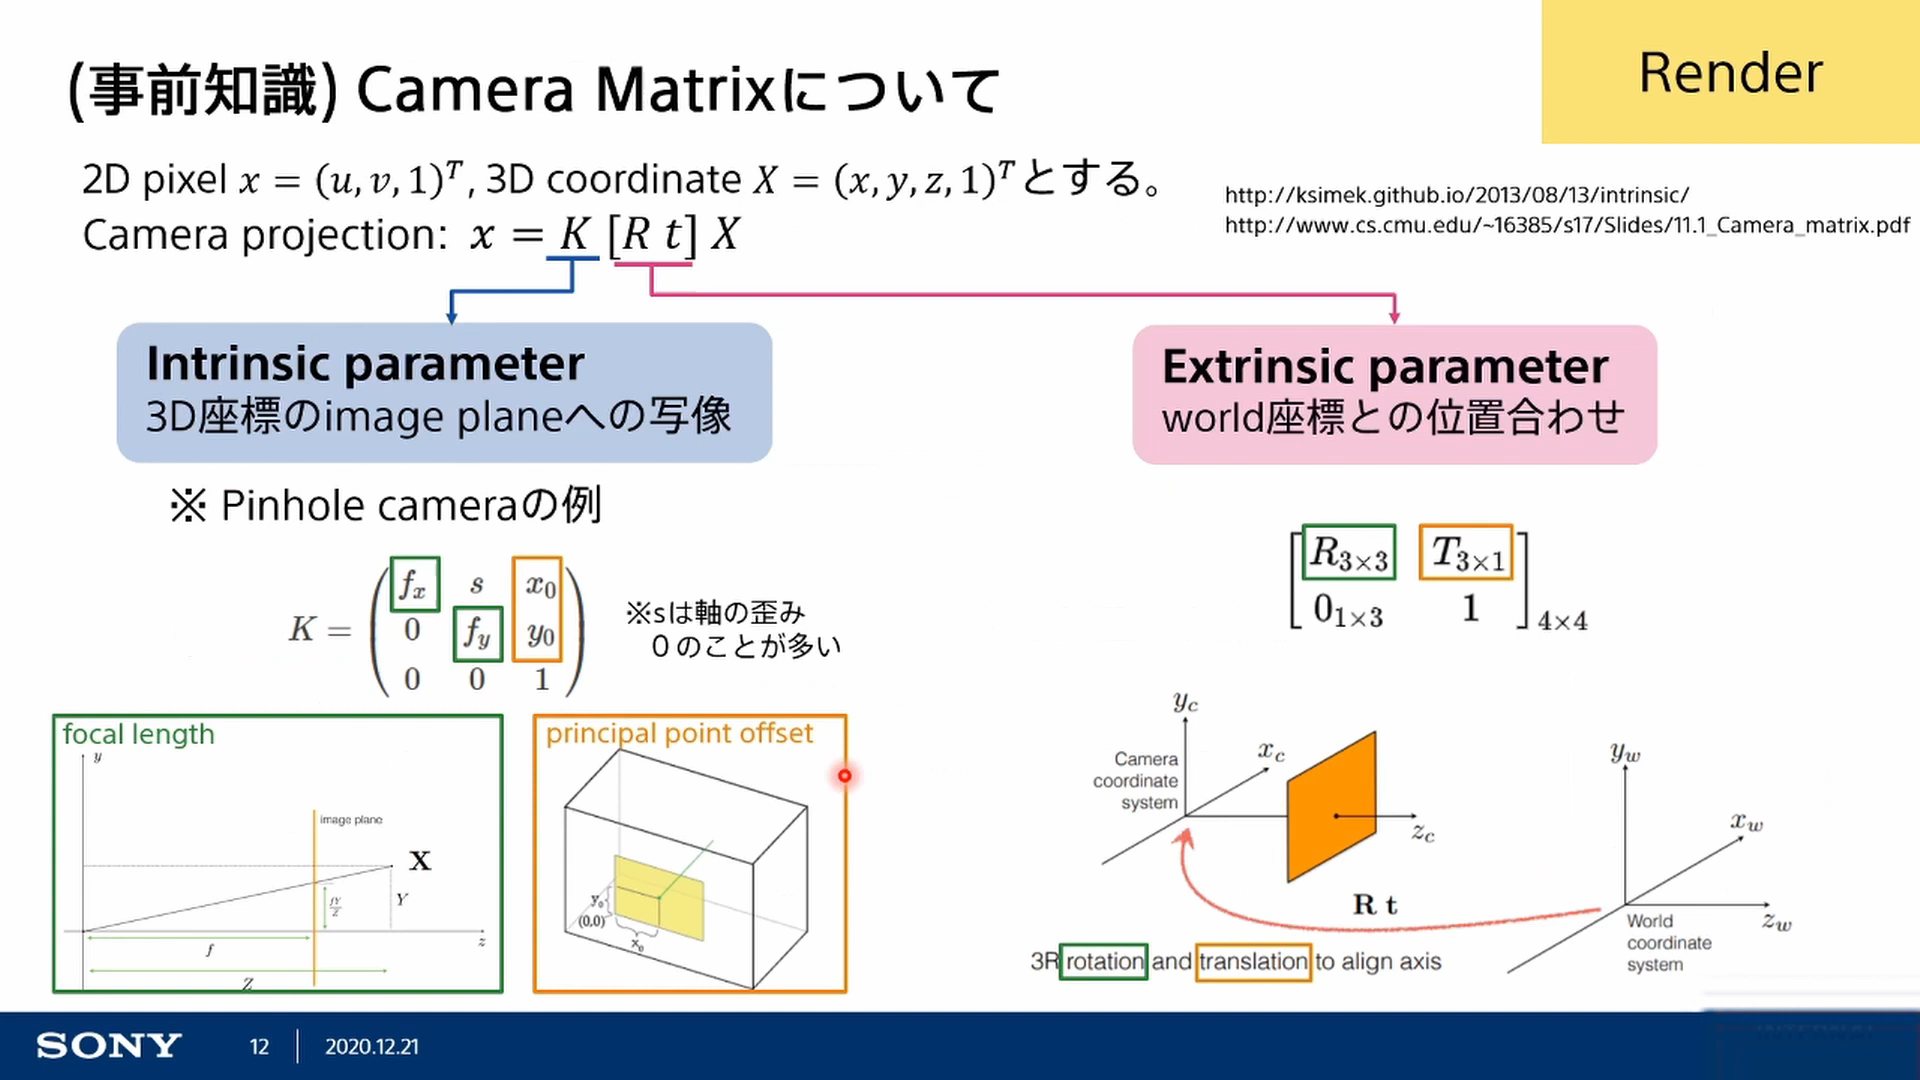 (事前知識) Camera Matrixについて
Render
2D pixel x = (u, v, 1)^T, 3D coordinate X = (x, y, z, 1)^Tとする。
Camera projection: x = K [R t] X
http://ksimek.github.io/2013/08/13/intrinsic/
http://www.cs.cmu.edu/~16385/s17/Slides/11.1_Camera_matrix.pdf
Intrinsic parameter
3D座標のimage planeへの写像
Extrinsic parameter
world座標との位置合わせ
※ Pinhole cameraの例
K =
f_x s x_0
0 f_y y_0
0 0 1
※sは軸の歪み
０のことが多い
R_3×3 T_3×1
0_1×3 1
4×4
focal length
y
image plane
X
fY/Z
Y
z
f
Z
principal point offset
y_0
(0,0)
x_0
y_c
x_c
Camera
coordinate
system
z_c
R t
y_w
x_w
z_w
World
coordinate
system
3R rotation and translation to align axis
SONY
12
2020.12.21